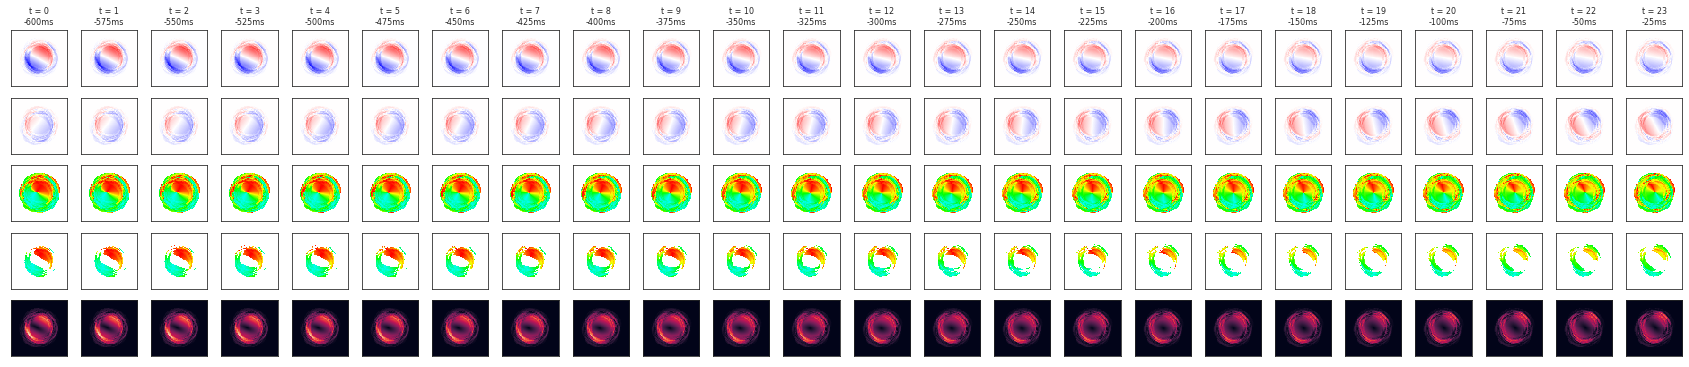 t = 0 t = 1 t = 2 t = 3 t = 4 t = 5 t = 6 t = 7 t = 8 t = 9 t = 10 t = 11 t = 12 t = 13 t = 14 t = 15 t = 16 t = 17 t = 18 t = 19 t = 20 t = 21 t = 22 t = 23
-600ms -575ms -550ms -525ms -500ms -475ms -450ms -425ms -400ms -375ms -350ms -325ms -300ms -275ms -250ms -225ms -200ms -175ms -150ms -125ms -100ms -75ms -50ms -25ms